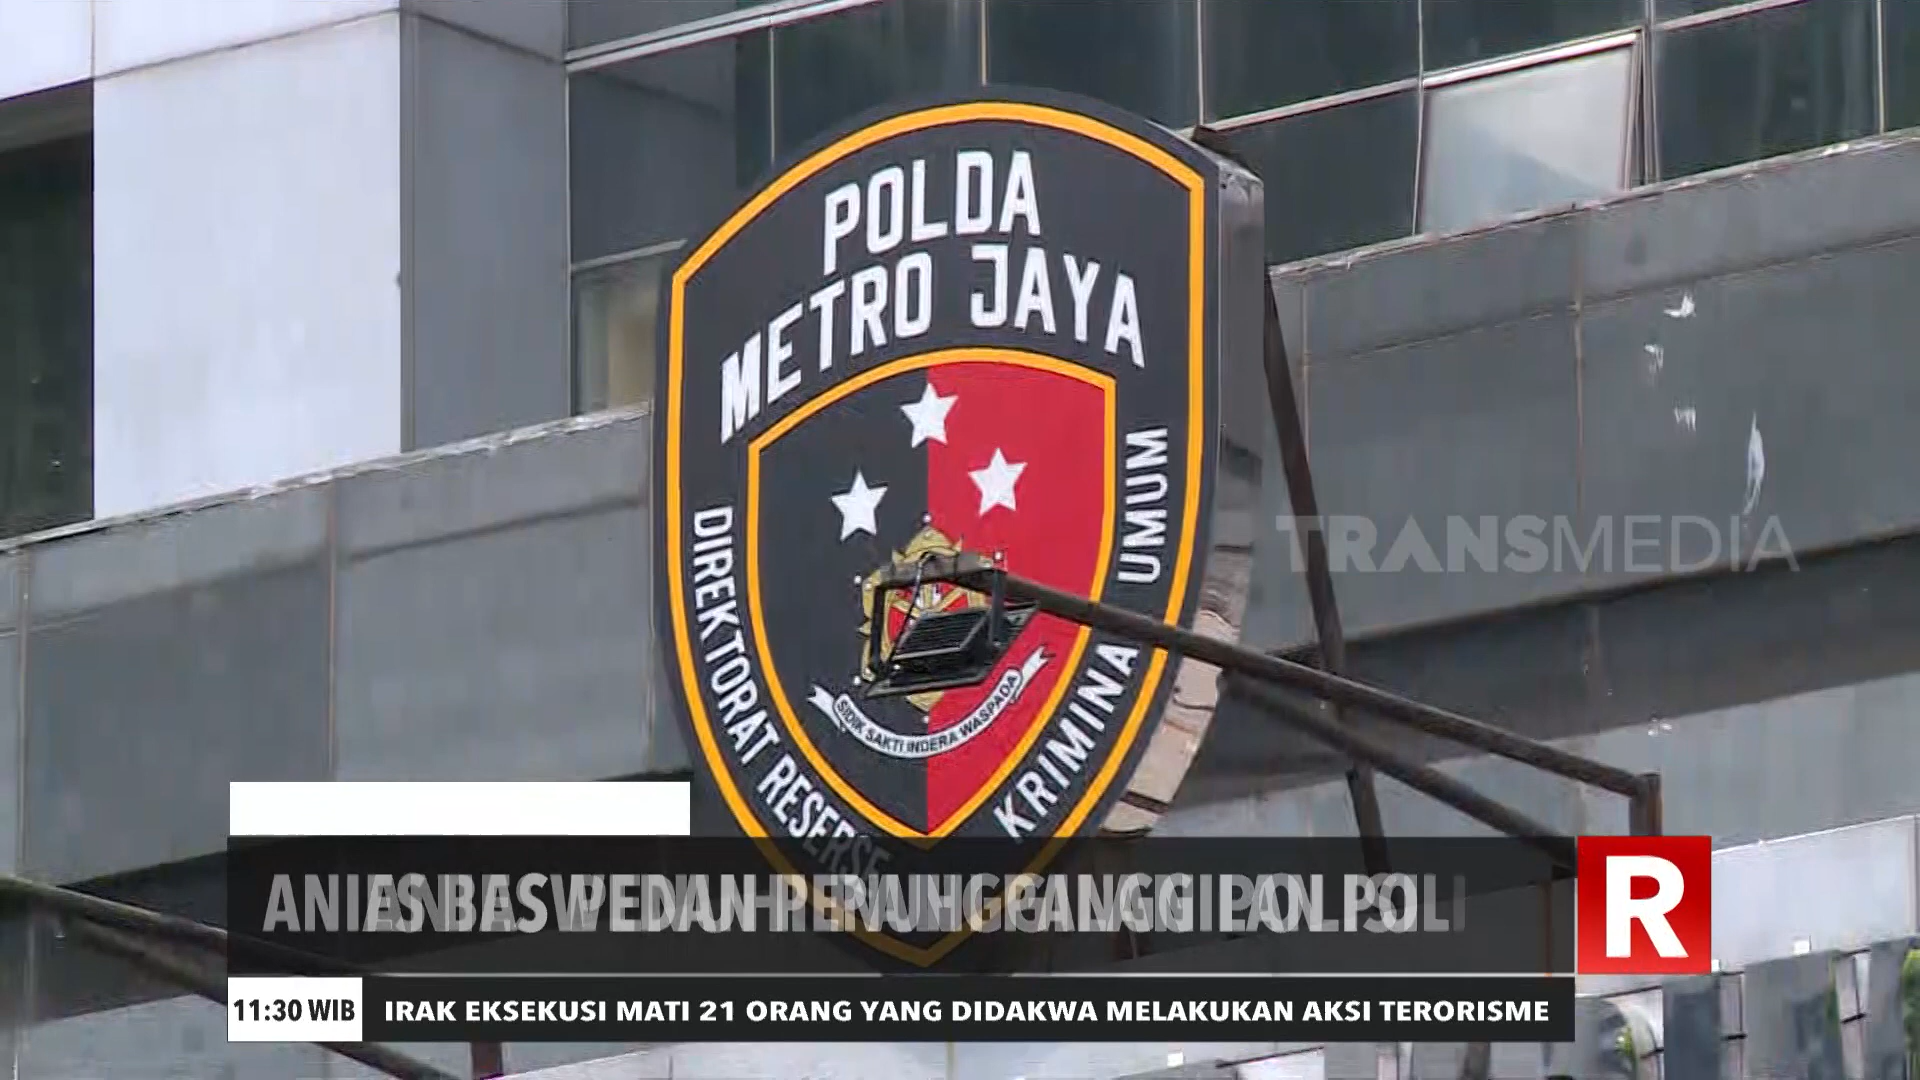 POLDA
METRO JAYA
DIREKTORAT RESERSE
KRIMINA UMUM
SIDIK SAKTI INDERA WASPADA
TRANSMEDIA
R
11:30 WIB
IRAK EKSEKUSI MATI 21 ORANG YANG DIDAKWA MELAKUKAN AKSI TERORISME